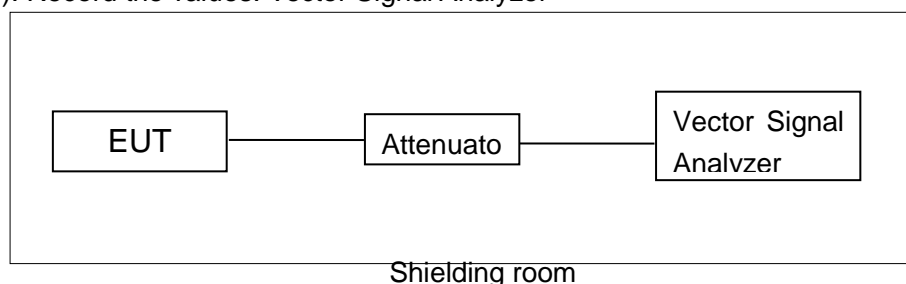 ). Record the values. Vector Signal Analyzer
EUT
Attenuato
Vector Signal
Analyzer
Shielding room